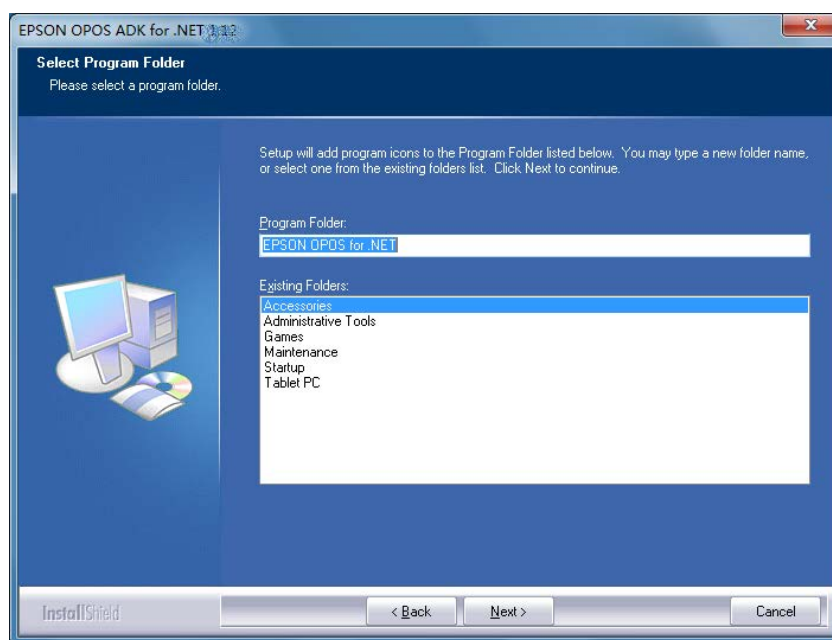 EPSON OPOS ADK for .NET
Select Program Folder
Please select a program folder.
Setup will add program icons to the Program Folder listed below. You may type a new folder name,
or select one from the existing folders list. Click Next to continue.
Program Folder:
EPSON OPOS for .NET
Existing Folders:
Accessories
Administrative Tools
Games
Maintenance
Startup
Tablet PC
InstallShield
< Back
Next >
Cancel